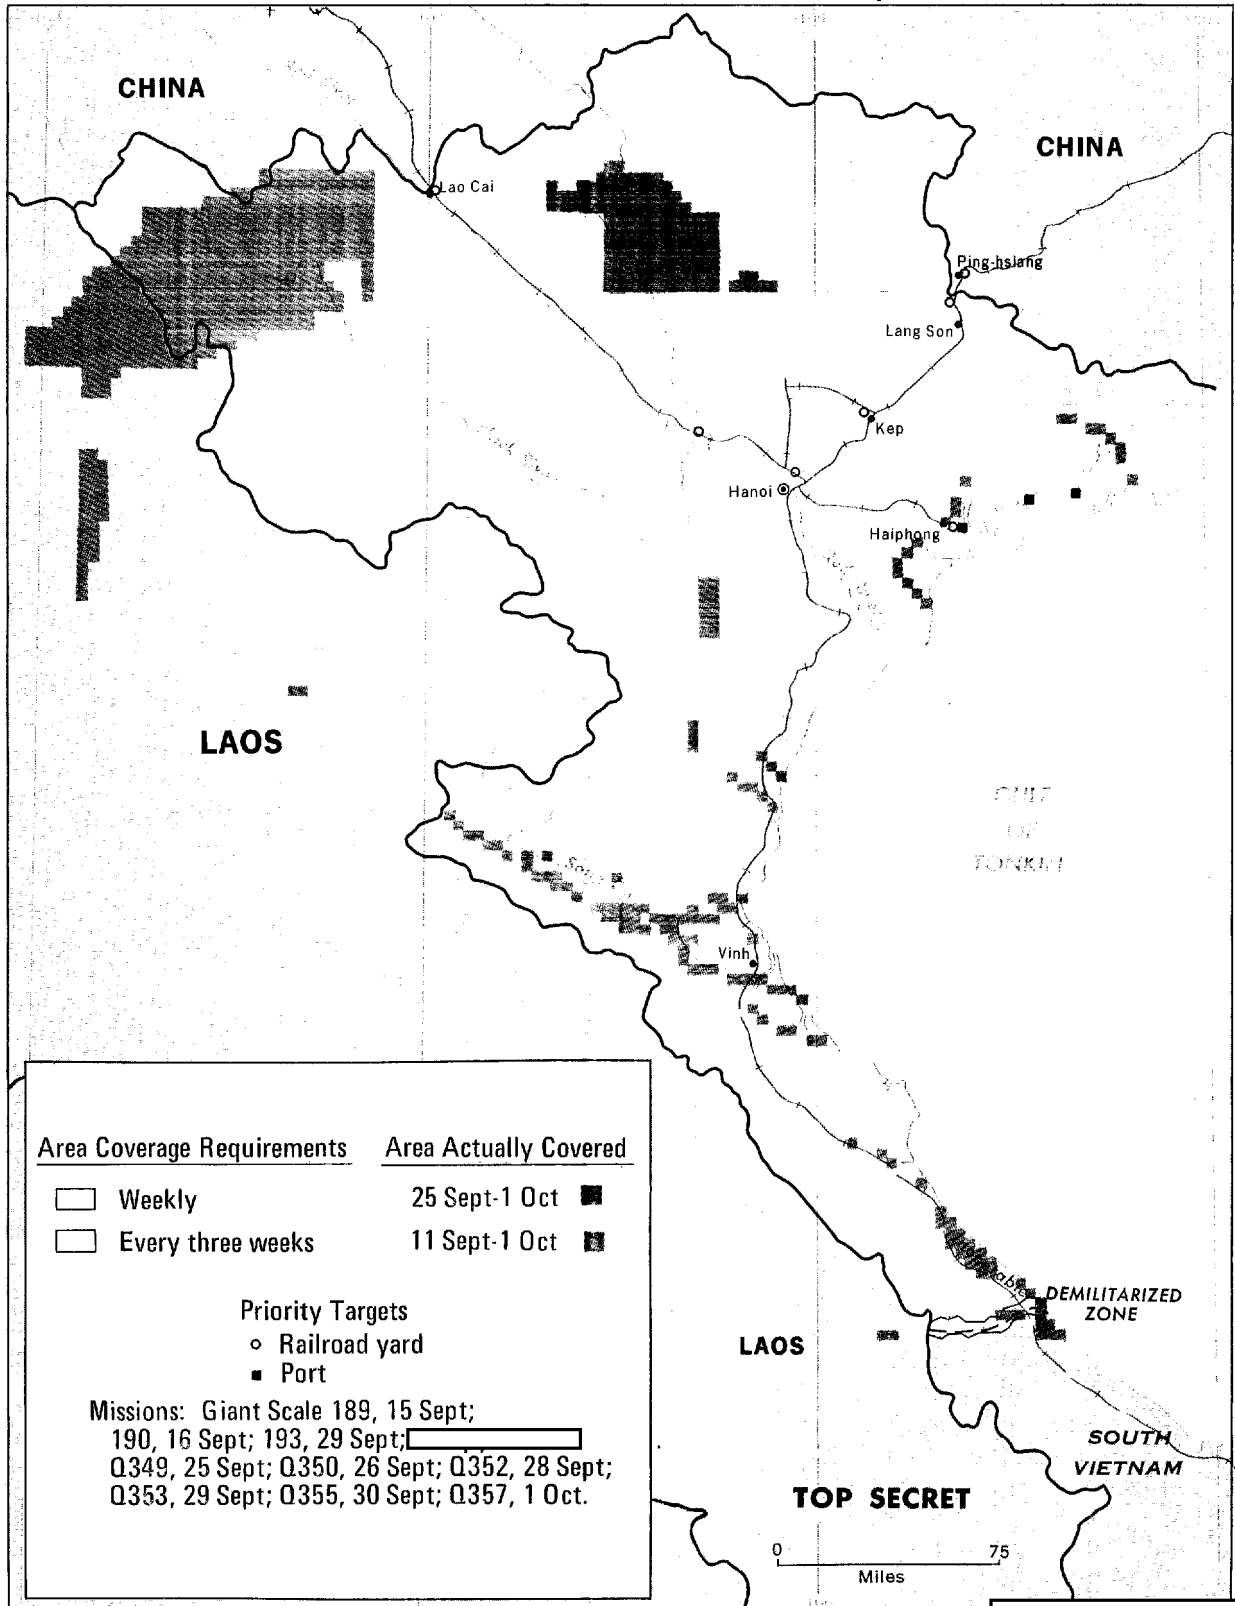 CHINA
CHINA
Lao Cai
Ping-hsiang
Lang Son
Kep
Hanoi
Haiphong
LAOS
GULF
OF
TONKIN
Vinh
Area Coverage Requirements
Weekly
Every three weeks
Area Actually Covered
25 Sept-1 Oct
11 Sept-1 Oct
Priority Targets
Railroad yard
Port
Missions: Giant Scale 189, 15 Sept;
190, 16 Sept; 193, 29 Sept;
Q349, 25 Sept; Q350, 26 Sept; Q352, 28 Sept;
Q353, 29 Sept; Q355, 30 Sept; Q357, 1 Oct.
DEMILITARIZED
ZONE
LAOS
SOUTH
VIETNAM
TOP SECRET
0 75
Miles